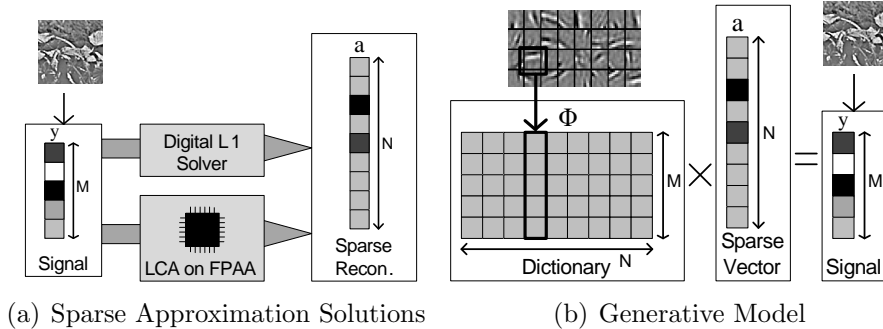 y
M
Signal
Digital L1
Solver
LCA on FPAA
a
N
Sparse
Recon.
(a) Sparse Approximation Solutions
Φ
M
N
Dictionary
×
a
N
Sparse
Vector
=
y
M
Signal
(b) Generative Model